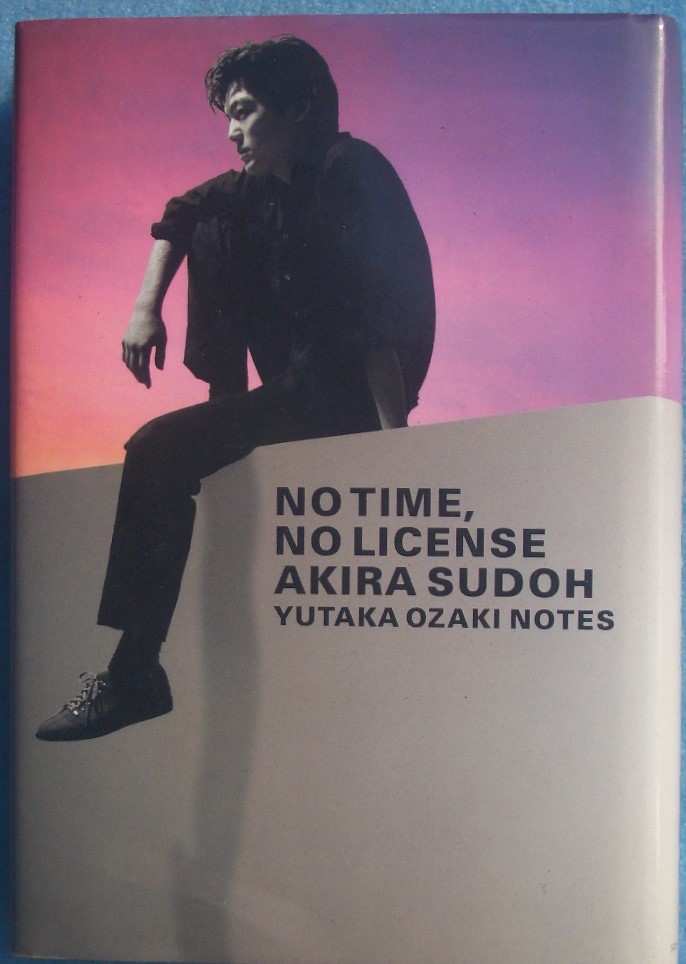 NO TIME,
NO LICENSE
AKIRA SUDOH
YUTAKA OZAKI NOTES